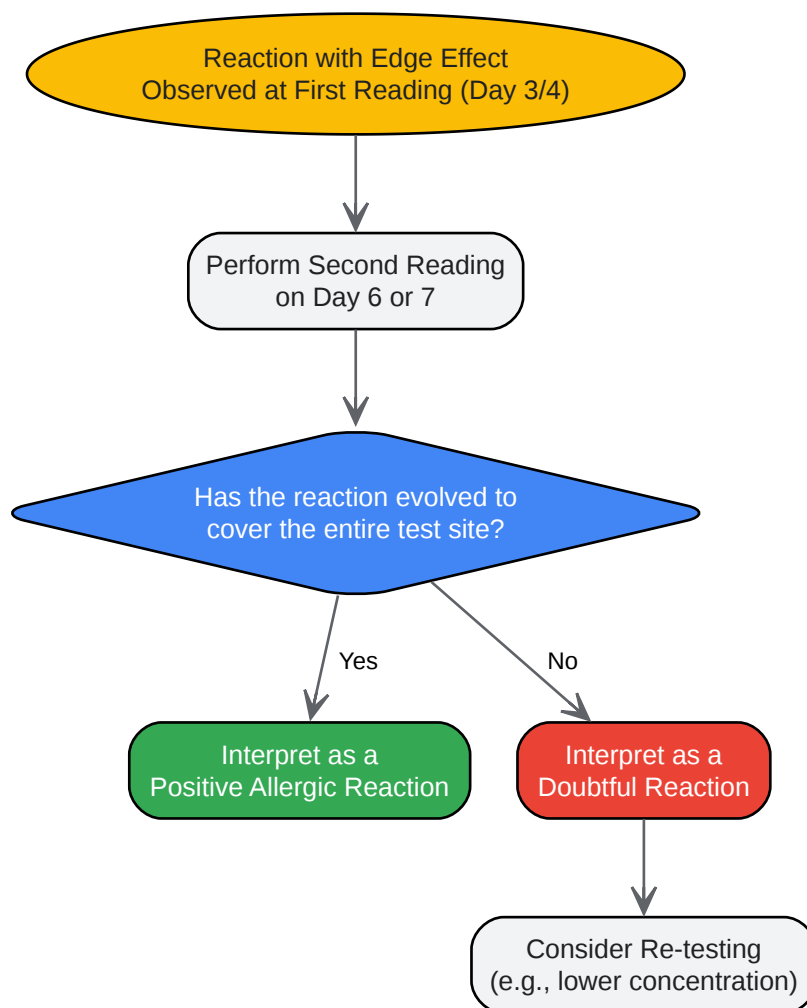 Reaction with Edge Effect
Observed at First Reading (Day 3/4)
Perform Second Reading
on Day 6 or 7
Has the reaction evolved to
cover the entire test site?
Yes
No
Interpret as a
Positive Allergic Reaction
Interpret as a
Doubtful Reaction
Consider Re-testing
(e.g., lower concentration)